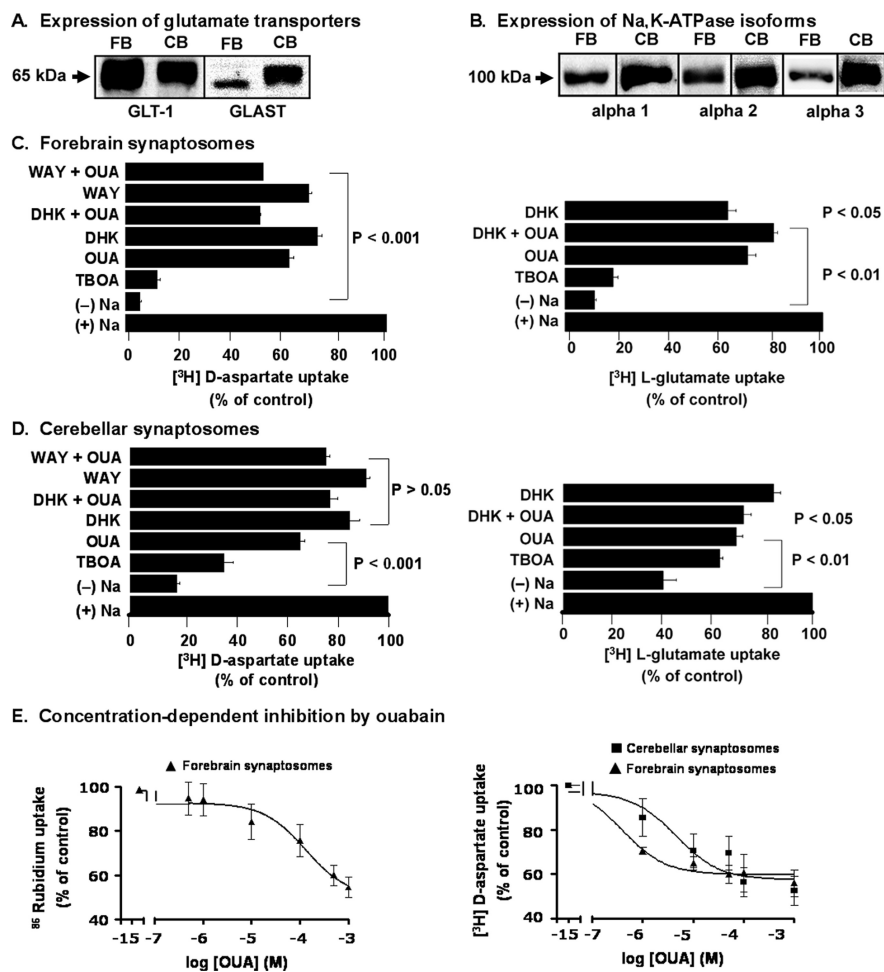 A. Expression of glutamate transporters
FB CB FB CB
65 kDa
GLT-1 GLAST
B. Expression of Na,K-ATPase isoforms
FB CB FB CB FB CB
100 kDa
alpha 1 alpha 2 alpha 3
C. Forebrain synaptosomes
WAY + OUA
WAY
DHK + OUA
DHK
OUA
TBOA
(–) Na
(+) Na
P < 0.001
0 20 40 60 80 100
[³H] D-aspartate uptake
(% of control)
DHK
DHK + OUA
OUA
TBOA
(–) Na
(+) Na
P < 0.05
P < 0.01
0 20 40 60 80 100
[³H] L-glutamate uptake
(% of control)
D. Cerebellar synaptosomes
WAY + OUA
WAY
DHK + OUA
DHK
OUA
TBOA
(–) Na
(+) Na
P > 0.05
P < 0.001
0 20 40 60 80 100
[³H] D-aspartate uptake
(% of control)
DHK
DHK + OUA
OUA
TBOA
(–) Na
(+) Na
P < 0.05
P < 0.01
0 20 40 60 80 100
[³H] L-glutamate uptake
(% of control)
E. Concentration-dependent inhibition by ouabain
Forebrain synaptosomes
⁸⁶ Rubidium uptake
(% of control)
100
80
60
40
-15 -7 -6 -5 -4 -3
log [OUA] (M)
Cerebellar synaptosomes
Forebrain synaptosomes
[³H] D-aspartate uptake
(% of control)
100
80
60
40
-15 -7 -6 -5 -4 -3
log [OUA] (M)